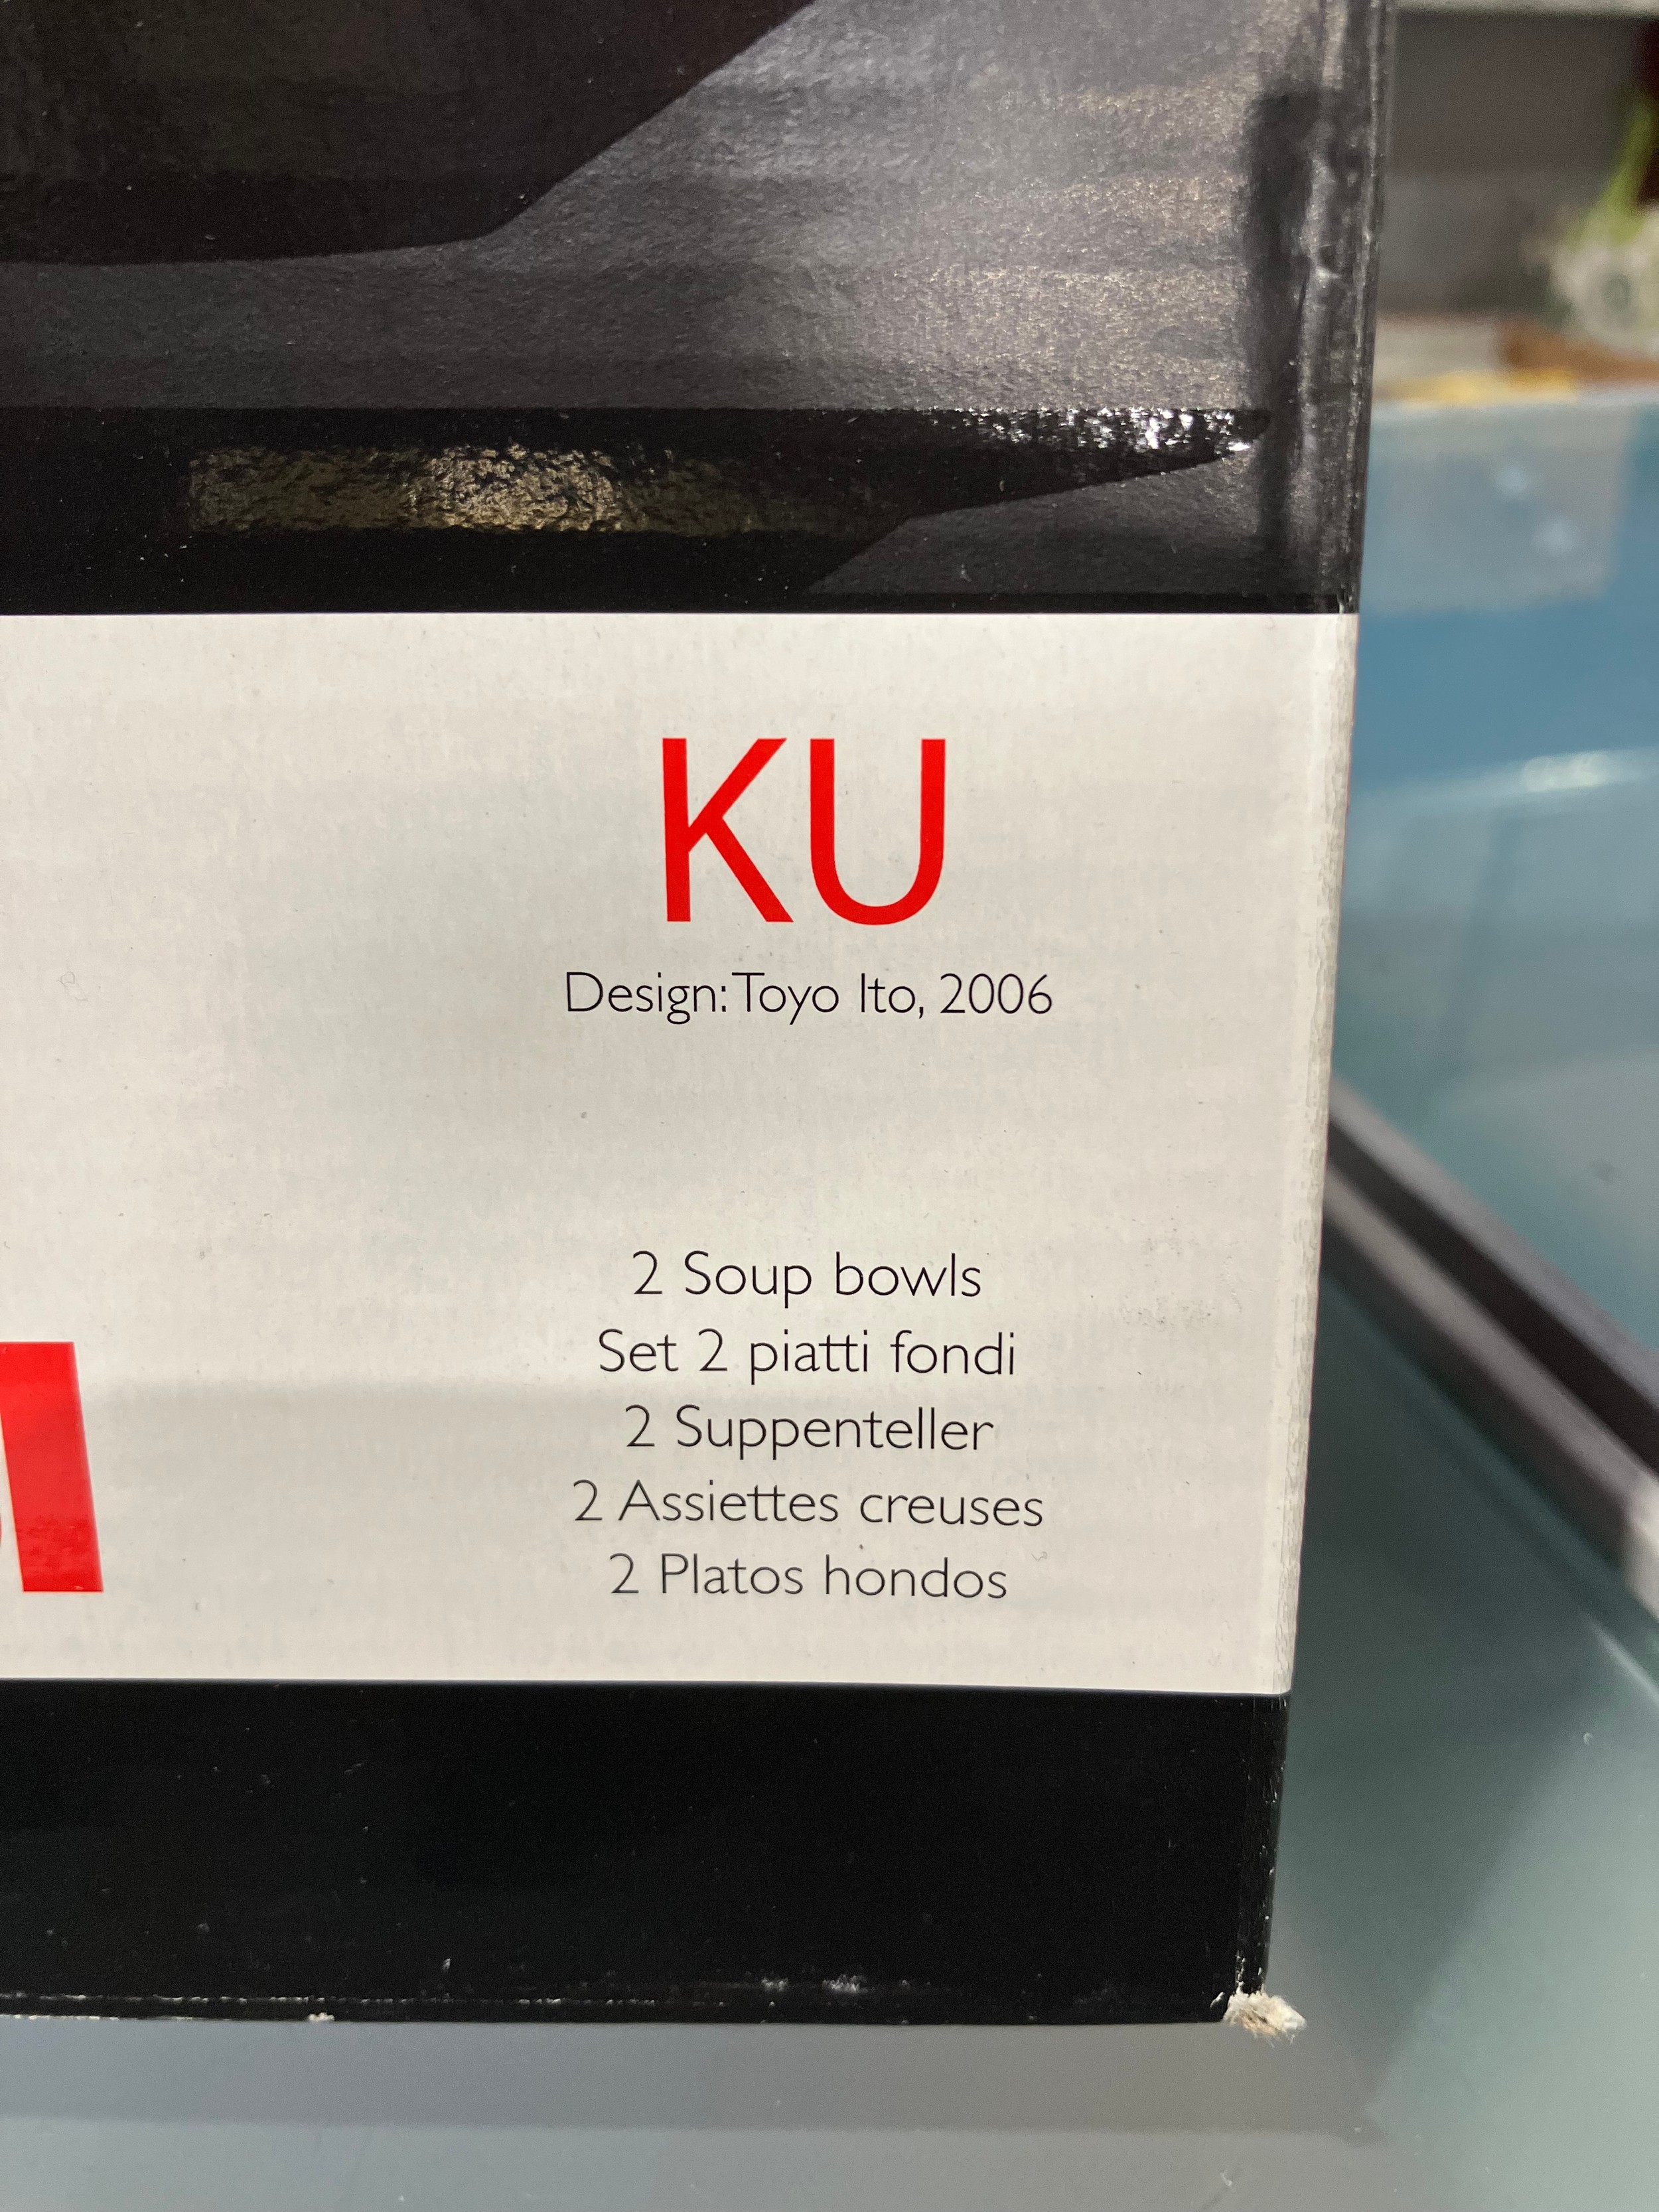 KU
Design: Toyo Ito, 2006
2 Soup bowls
Set 2 piatti fondi
2 Suppenteller
2 Assiettes creuses
2 Platos hondos